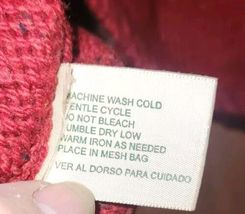 MACHINE WASH COLD
GENTLE CYCLE
DO NOT BLEACH
TUMBLE DRY LOW
WARM IRON AS NEEDED
PLACE IN MESH BAG
VER AL DORSO PARA CUIDADO